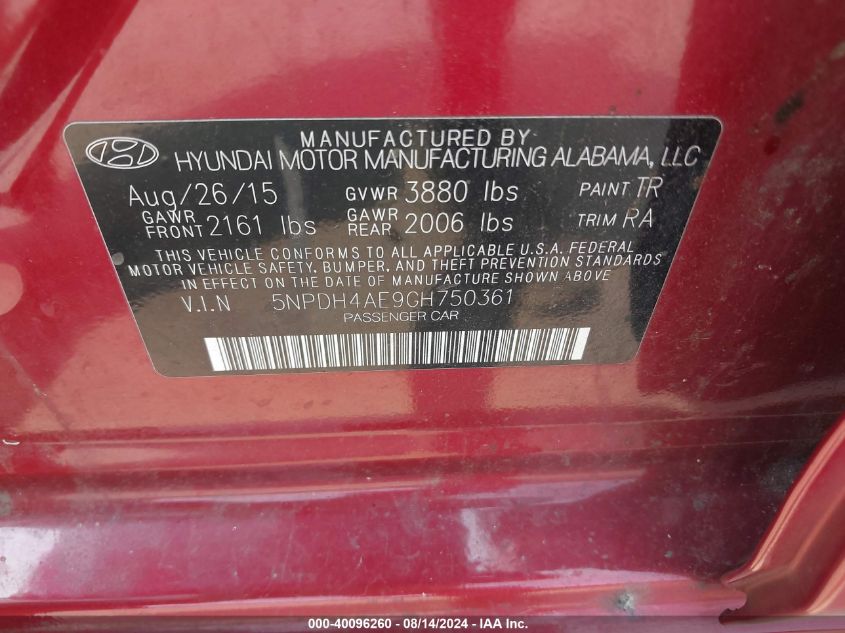 MANUFACTURED BY
HYUNDAI MOTOR MANUFACTURING ALABAMA, LLC
Aug/26/15 GVWR 3880 lbs PAINT TR
GAWR FRONT 2161 lbs GAWR REAR 2006 lbs TRIM RA
THIS VEHICLE CONFORMS TO ALL APPLICABLE U.S.A. FEDERAL
MOTOR VEHICLE SAFETY, BUMPER, AND THEFT PREVENTION STANDARDS
IN EFFECT ON THE DATE OF MANUFACTURE SHOWN ABOVE
V.I.N 5NPDH4AE9GH750361
PASSENGER CAR
000-40096260 - 08/14/2024 - IAA Inc.